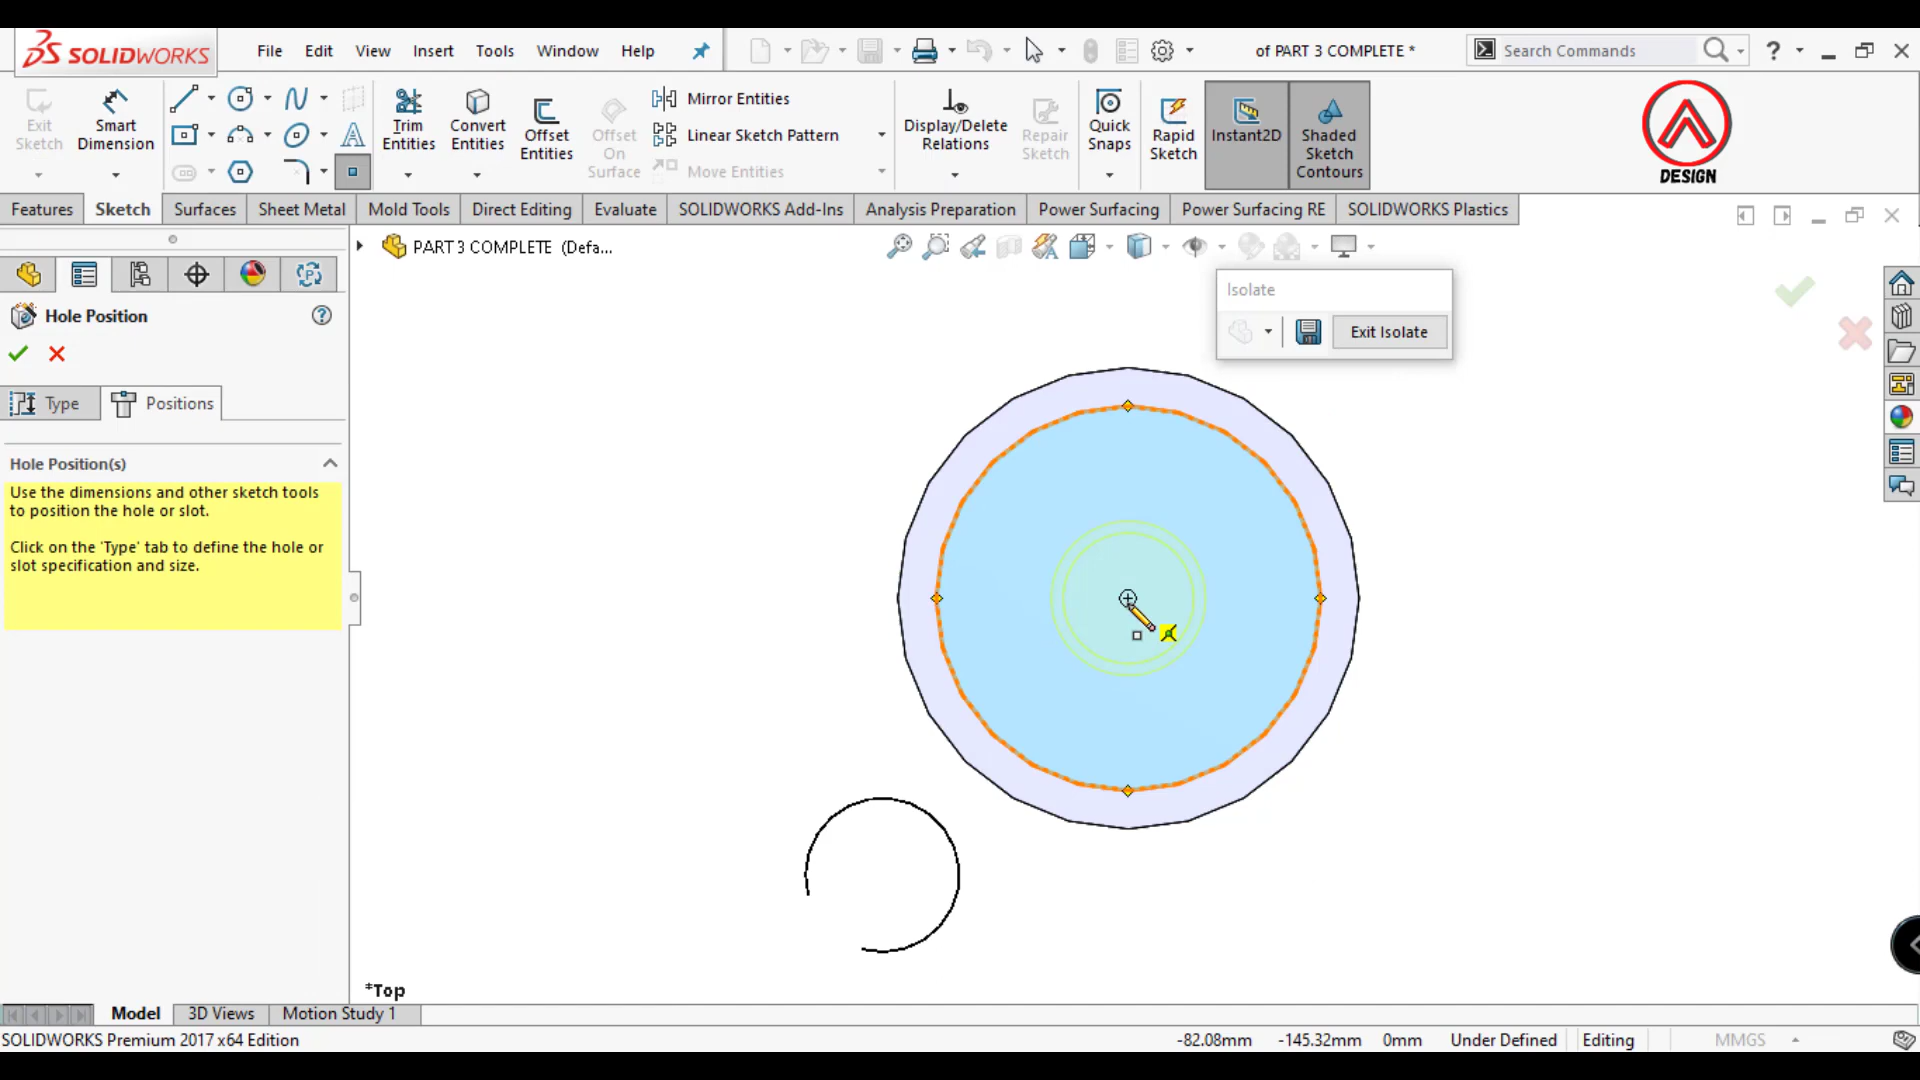 SOLIDWORKS File Edit View Insert Tools Window Help of PART 3 COMPLETE * Search Commands ?
Exit Sketch
Smart Dimension
Trim Entities
Convert Entities
Offset Entities
Offset On Surface
Mirror Entities
Linear Sketch Pattern
Move Entities
Display/Delete Relations
Repair Sketch
Quick Snaps
Rapid Sketch
Instant2D
Shaded Sketch Contours
DESIGN
Features Sketch Surfaces Sheet Metal Mold Tools Direct Editing Evaluate SOLIDWORKS Add-Ins Analysis Preparation Power Surfacing Power Surfacing RE SOLIDWORKS Plastics
PART 3 COMPLETE (Defa...
Isolate
Exit Isolate
Hole Position
Type Positions
Hole Position(s)
Use the dimensions and other sketch tools
to position the hole or slot.
Click on the 'Type' tab to define the hole or
slot specification and size.
*Top
Model 3D Views Motion Study 1
SOLIDWORKS Premium 2017 x64 Edition -82.08mm -145.32mm 0mm Under Defined Editing MMGS